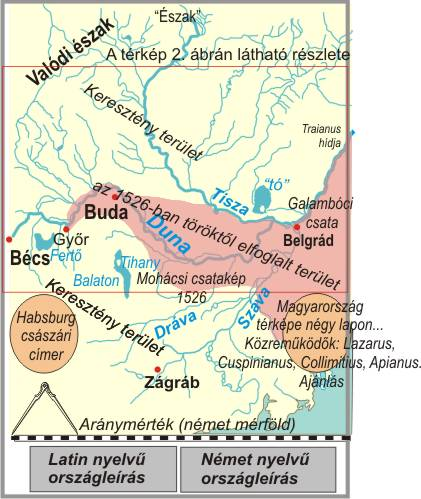 "Észak"
A térkép 2. ábrán látható részlete
Valódi észak
Keresztény terület
Traianus
hídja
Tisza
"tó"
Galambóci
csata
az 1526-ban töröktől elfoglalt terület
Buda
Duna
Belgrád
Győr
Bécs
Fertő
Tihany
Balaton
Mohácsi csatakép
1526
Keresztény terület
Száva
Dráva
Zágráb
Habsburg
császári
címer
Magyarország
térképe négy lapon...
Közreműködők: Lazarus,
Cuspinianus, Collimitius, Apianus.
Ajánlás
Aránymérték (német mérföld)
Latin nyelvű
országleírás
Német nyelvű
országleírás